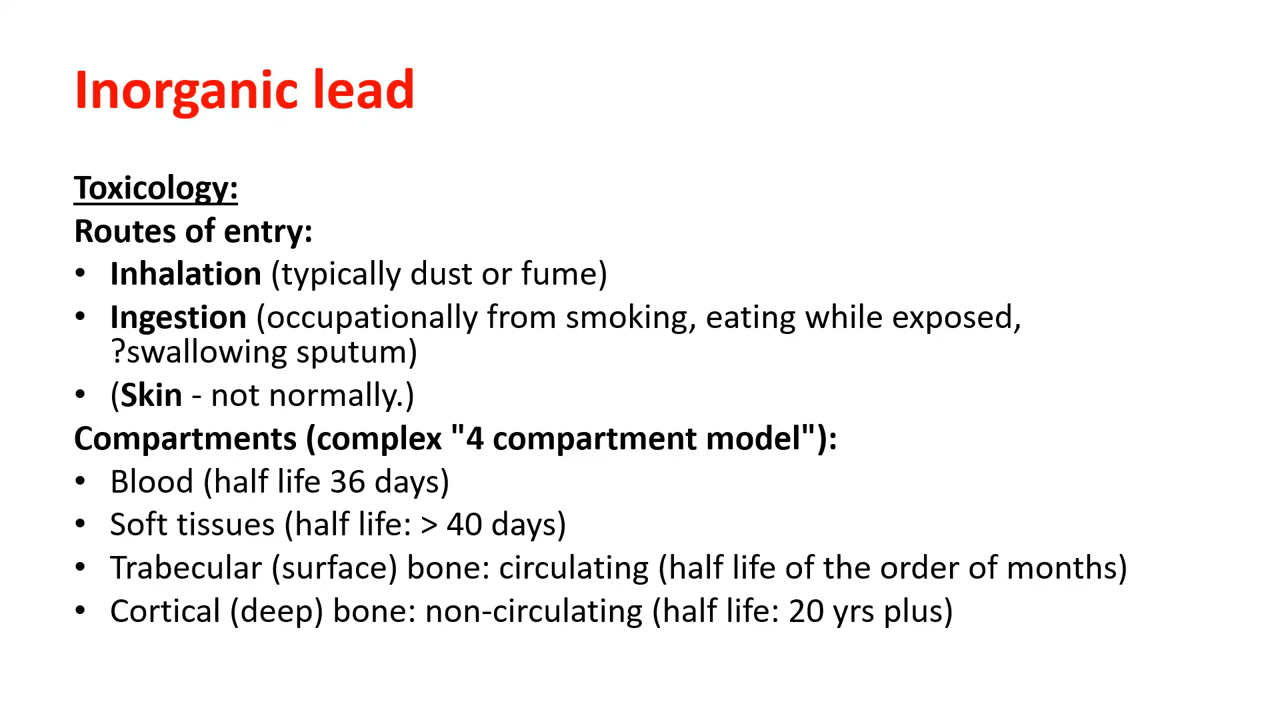 Inorganic lead
Toxicology:
Routes of entry:
• Inhalation (typically dust or fume)
• Ingestion (occupationally from smoking, eating while exposed,
?swallowing sputum)
• (Skin - not normally.)
Compartments (complex "4 compartment model"):
• Blood (half life 36 days)
• Soft tissues (half life: > 40 days)
• Trabecular (surface) bone: circulating (half life of the order of months)
• Cortical (deep) bone: non-circulating (half life: 20 yrs plus)